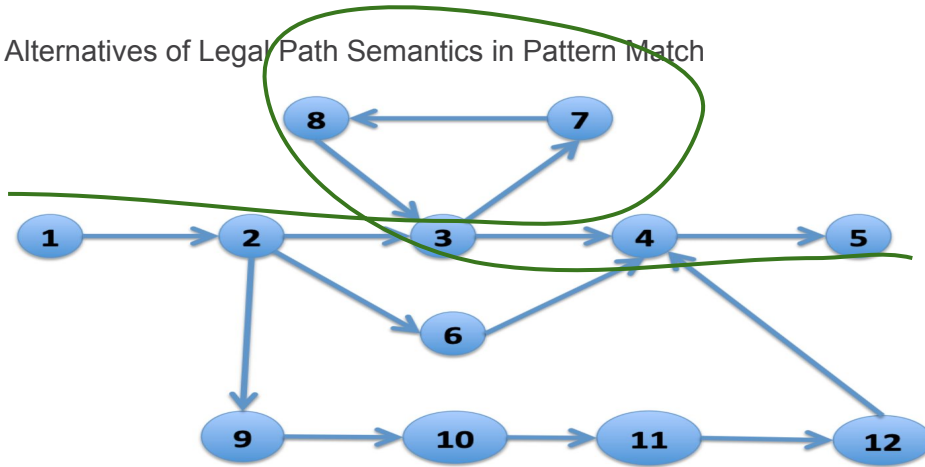 Alternatives of Legal Path Semantics in Pattern Match
8 7
1 2 3 4 5
6
9 10 11 12